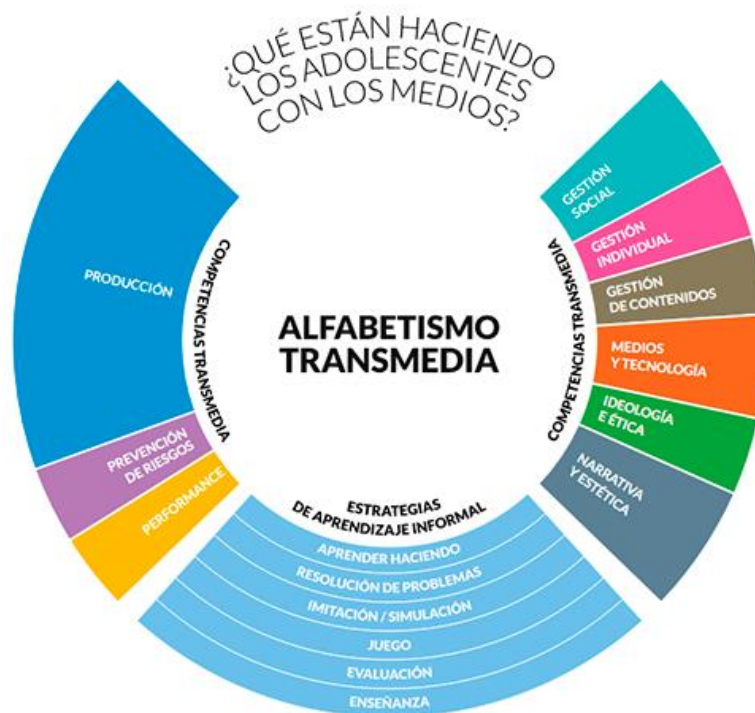 ¿QUÉ ESTÁN HACIENDO
LOS ADOLESCENTES
CON LOS MEDIOS?
PRODUCCIÓN
PREVENCIÓN
DE RIESGOS
PERFORMANCE
COMPETENCIAS TRANSMEDIA
ALFABETISMO
TRANSMEDIA
COMPETENCIAS TRANSMEDIA
GESTIÓN
SOCIAL
GESTIÓN
INDIVIDUAL
GESTIÓN
DE CONTENIDOS
MEDIOS
Y TECNOLOGÍA
IDEOLOGÍA
E ÉTICA
NARRATIVA
Y ESTÉTICA
ESTRATEGIAS
DE APRENDIZAJE INFORMAL
APRENDER HACIENDO
RESOLUCIÓN DE PROBLEMAS
IMITACIÓN / SIMULACIÓN
JUEGO
EVALUACIÓN
ENSEÑANZA